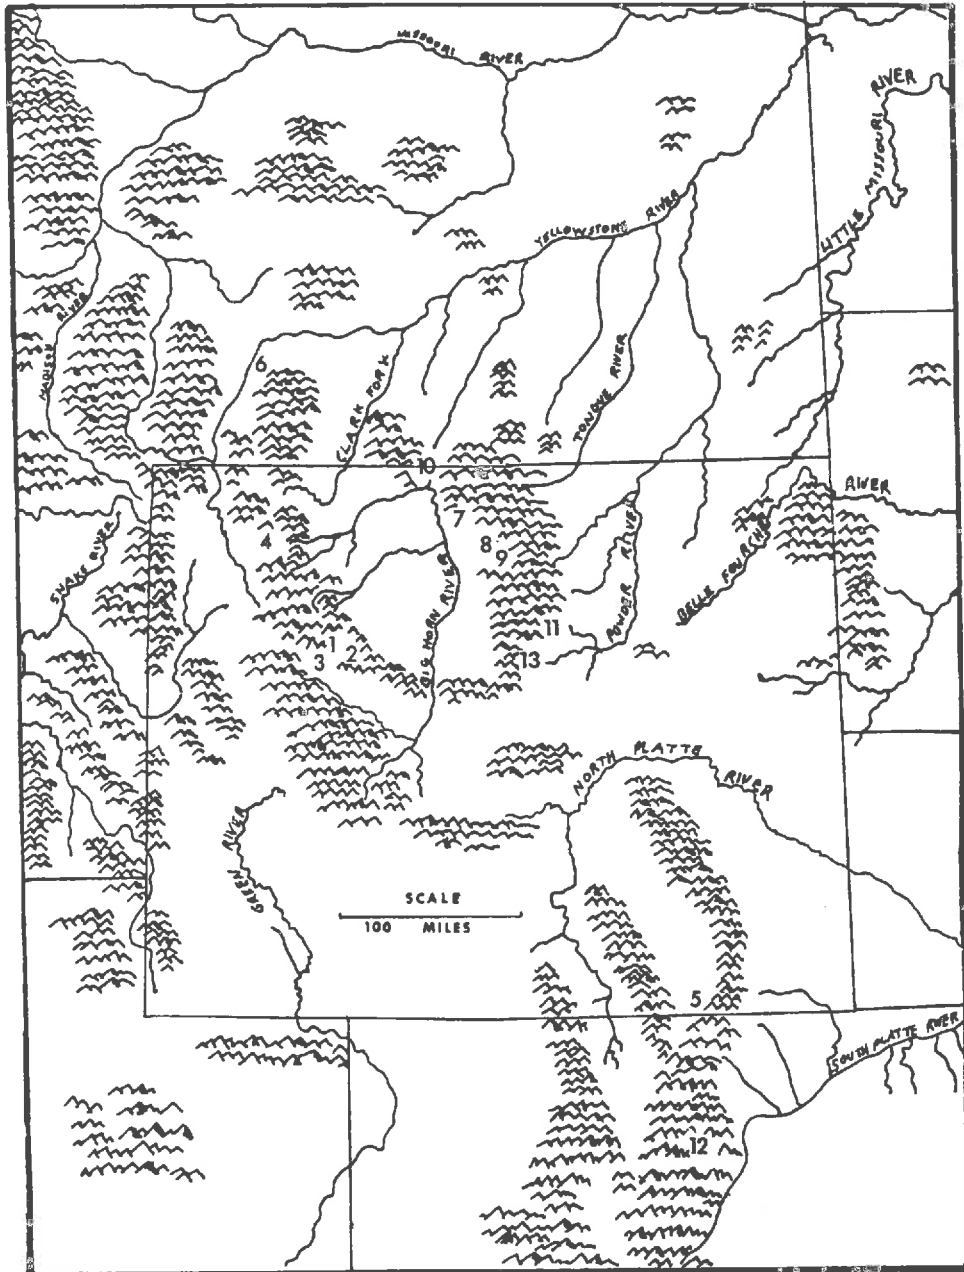 MISSOURI RIVER
RIVER
LITTLE MISSOURI
YELLOWSTONE RIVER
MADISON RIVER
6
CLARK FORK
TONGUE RIVER
10
RIVER
7
4
8
9
SNAKE RIVER
BIG HORN RIVER
POWDER RIVER
BELLE FOURCHE
11
1
2
3
13
NORTH PLATTE RIVER
GREEN RIVER
SCALE
100 MILES
5
SOUTH PLATTE RIVER
12